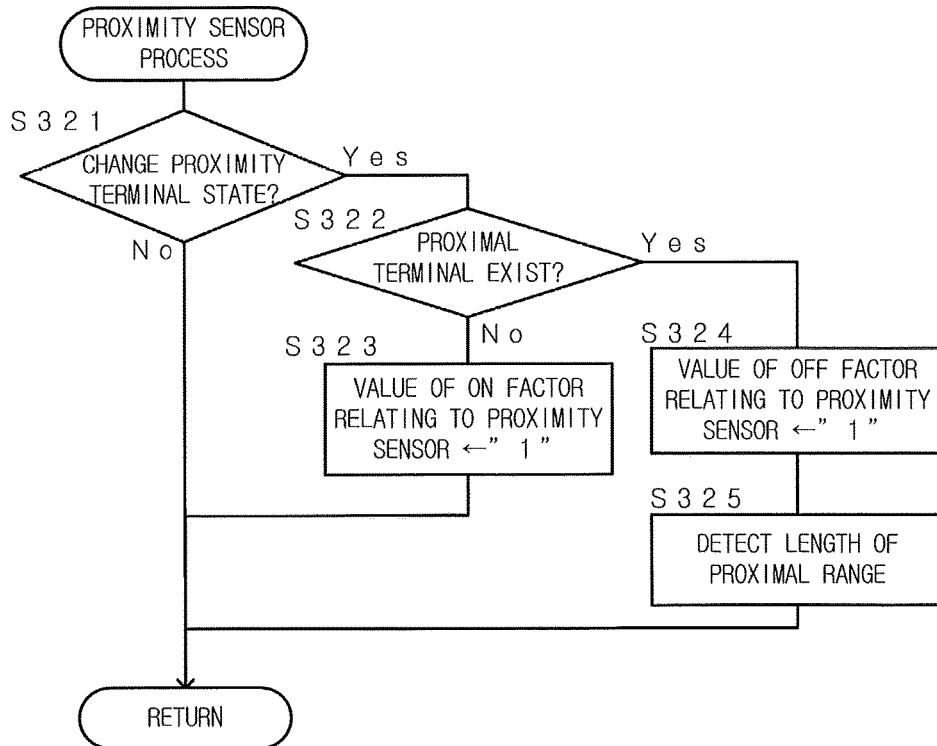 PROXIMITY SENSOR
PROCESS
S321
CHANGE PROXIMITY
TERMINAL STATE?
Yes
No
S322
PROXIMAL
TERMINAL EXIST?
Yes
No
S323
VALUE OF ON FACTOR
RELATING TO PROXIMITY
SENSOR ←” 1”
S324
VALUE OF OFF FACTOR
RELATING TO PROXIMITY
SENSOR ←” 1”
S325
DETECT LENGTH OF
PROXIMAL RANGE
RETURN